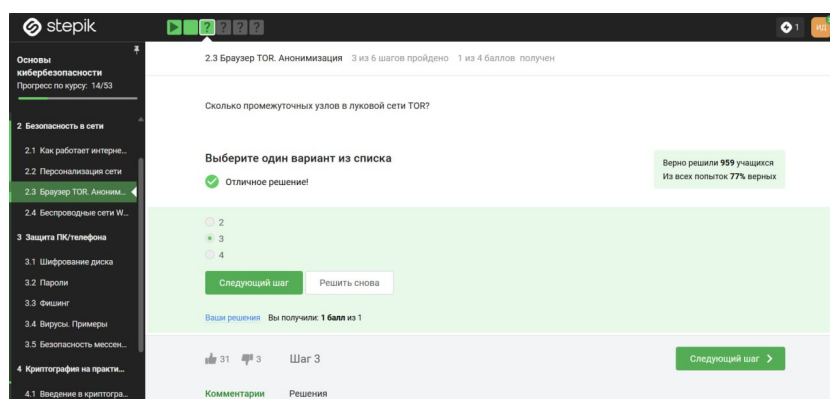 stepik
? ? ? ?
1
ИД
Основы
кибербезопасности
Прогресс по курсу: 14/53
2 Безопасность в сети
2.1 Как работает интерне...
2.2 Персонализация сети
2.3 Браузер TOR. Аноним...
2.4 Беспроводные сети W...
3 Защита ПК/телефона
3.1 Шифрование диска
3.2 Пароли
3.3 Фишинг
3.4 Вирусы. Примеры
3.5 Безопасность мессен...
4 Криптография на практи...
4.1 Введение в криптогра...
2.3 Браузер TOR. Анонимизация 3 из 6 шагов пройдено 1 из 4 баллов получен
Сколько промежуточных узлов в луковой сети TOR?
Выберите один вариант из списка
Отличное решение!
Верно решили 959 учащихся
Из всех попыток 77% верных
2
3
4
Следующий шаг Решить снова
Ваши решения Вы получили: 1 балл из 1
31 3 Шаг 3
Следующий шаг
Комментарии Решения